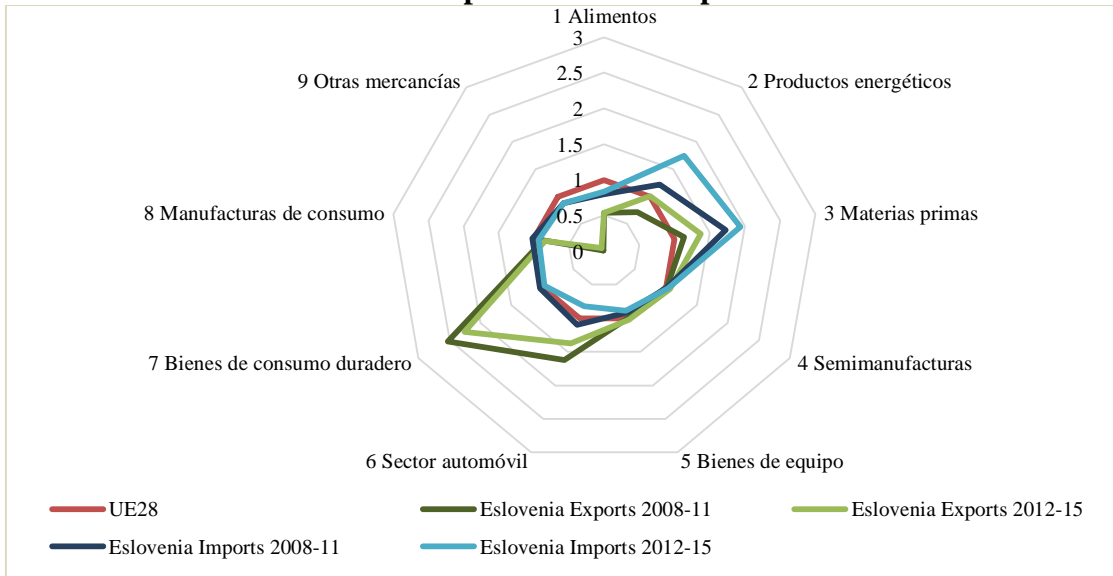 1 Alimentos
3
2.5
2
1.5
1
0.5
0
2 Productos energéticos
3 Materias primas
4 Semimanufacturas
5 Bienes de equipo
6 Sector automóvil
7 Bienes de consumo duradero
8 Manufacturas de consumo
9 Otras mercancías
UE28
Eslovenia Exports 2008-11
Eslovenia Exports 2012-15
Eslovenia Imports 2008-11
Eslovenia Imports 2012-15